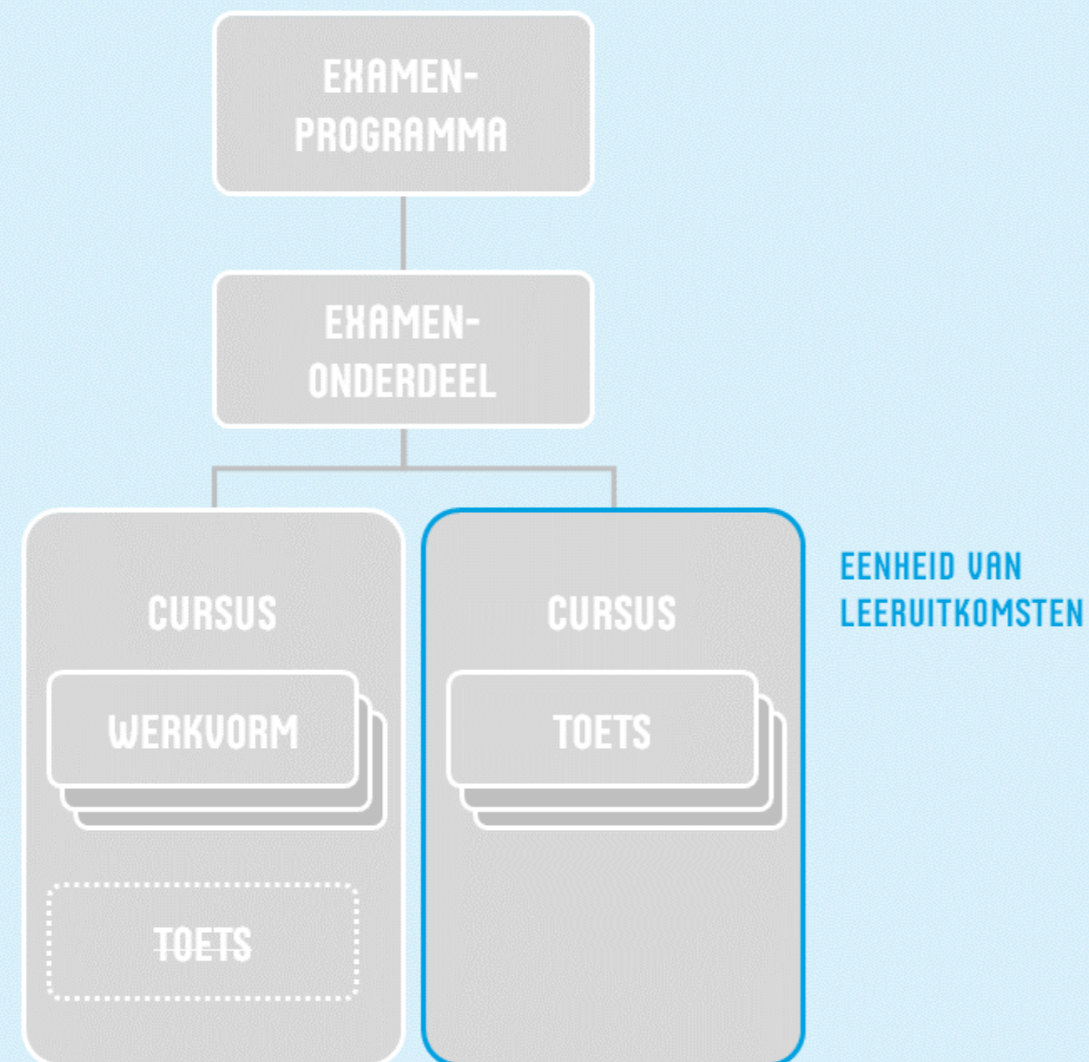 EXAMEN-
PROGRAMMA
EXAMEN-
ONDERDEEL
CURSUS
WERKVORM
TOETS
CURSUS
TOETS
EENHEID VAN
LEERUITKOMSTEN